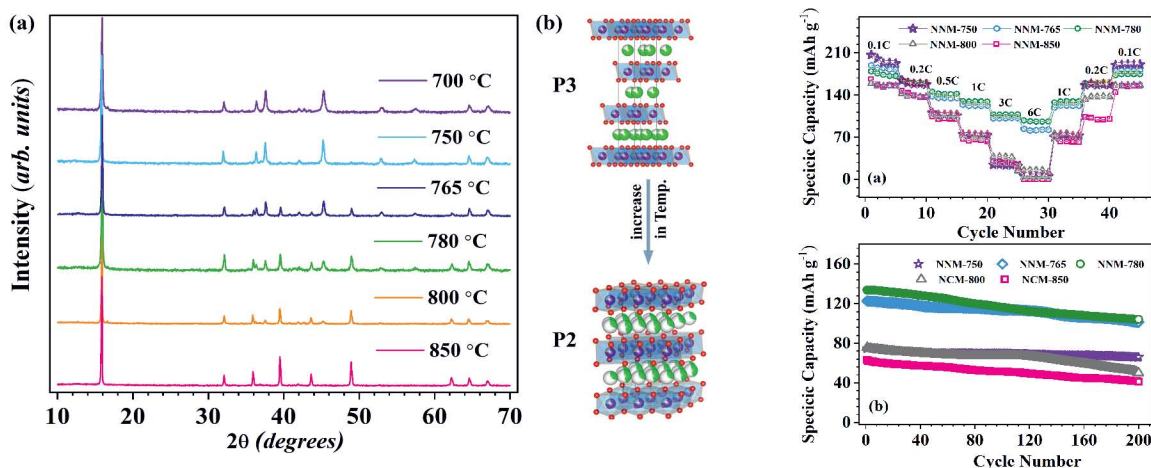 (a)
Intensity (arb. units)
700 °C
750 °C
765 °C
780 °C
800 °C
850 °C
10 20 30 40 50 60 70
2θ (degrees)
(b)
P3
increase
in Temp.
P2
Specicic Capacity (mAh g⁻¹)
NNM-750 NNM-765 NNM-780
NNM-800 NNM-850
210
140
70
0
0.1C
0.2C
0.5C
1C
3C
6C
1C
0.2C
0.1C
(a)
0 10 20 30 40
Cycle Number
Specicic Capacity (mAh g⁻¹)
NNM-750 NNM-765 NNM-780
NCM-800 NCM-850
160
120
80
40
0
(b)
0 40 80 120 160 200
Cycle Number